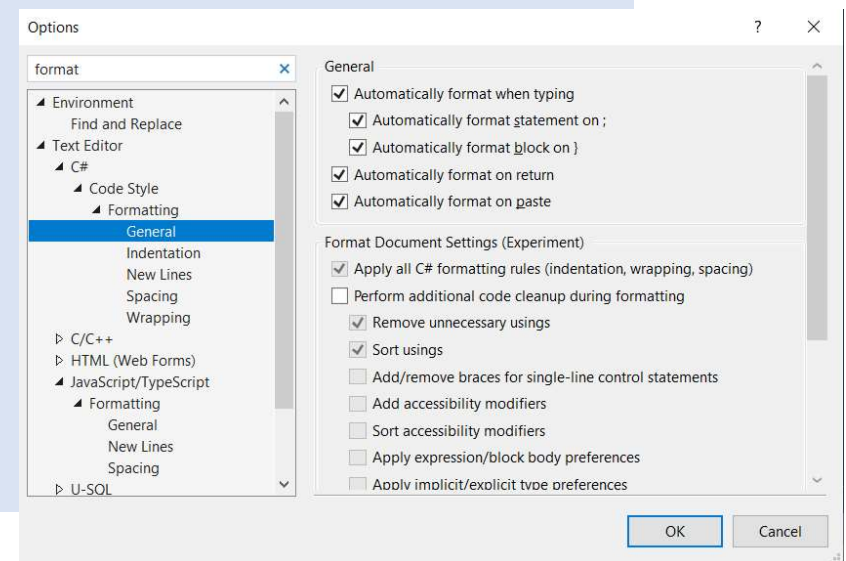 Options
format
Environment
Find and Replace
Text Editor
C#
Code Style
Formatting
General
Indentation
New Lines
Spacing
Wrapping
C/C++
HTML (Web Forms)
JavaScript/TypeScript
Formatting
General
New Lines
Spacing
U-SQL
General
Automatically format when typing
Automatically format statement on ;
Automatically format block on }
Automatically format on return
Automatically format on paste
Format Document Settings (Experiment)
Apply all C# formatting rules (indentation, wrapping, spacing)
Perform additional code cleanup during formatting
Remove unnecessary usings
Sort usings
Add/remove braces for single-line control statements
Add accessibility modifiers
Sort accessibility modifiers
Apply expression/block body preferences
Apply implicit/explicit type preferences
OK
Cancel